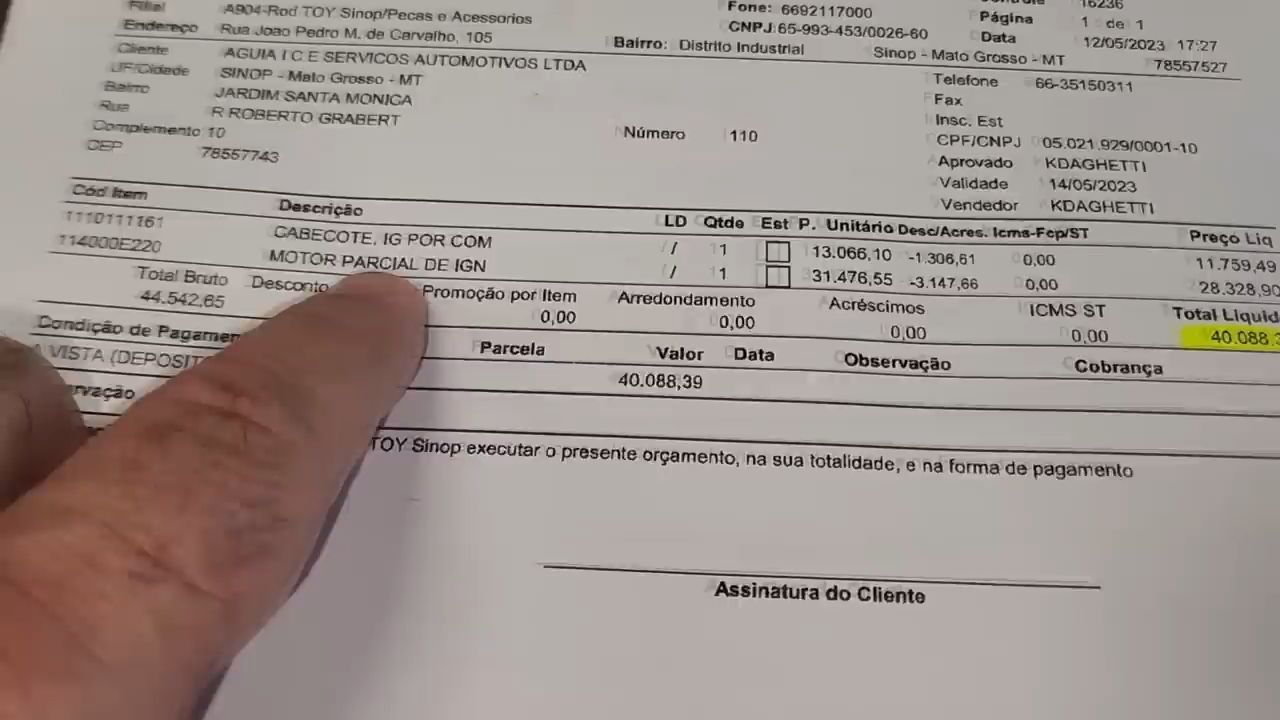 Filial A904-Rod TOY Sinop/Pecas e Acessorios Fone: 6692117000 16236
Endereço Rua Joao Pedro M. de Carvalho, 105 CNPJ: 65-993-453/0026-60 Página 1 de 1
Bairro: Distrito Industrial Sinop - Mato Grosso - MT Data 12/05/2023 17:27
78557527
Cliente AGUIA I C E SERVICOS AUTOMOTIVOS LTDA Telefone 66-35150311
UF/Cidade SINOP - Mato Grosso - MT Fax
Bairro JARDIM SANTA MONICA Insc. Est
Rua R ROBERTO GRABERT Número 110 CPF/CNPJ 05.021.929/0001-10
Complemento 10 Aprovado KDAGHETTI
CEP 78557743 Validade 14/05/2023
Vendedor KDAGHETTI
Cód Item Descrição LD Qtde Est P. Unitário Desc/Acres. Icms-Fcp/ST Preço Liq
1110111161 CABECOTE, IG POR COM / 1 13.066,10 -1.306,61 0,00 11.759,49
114000E220 MOTOR PARCIAL DE IGN / 1 31.476,55 -3.147,66 0,00 28.328,90
Total Bruto Desconto Promoção por Item Arredondamento Acréscimos ICMS ST Total Liquid
44.542,65 0,00 0,00 0,00 0,00 40.088,3
Condição de Pagamen Parcela Valor Data Observação Cobrança
A VISTA (DEPOSIT 40.088,39
rvação
TOY Sinop executar o presente orçamento, na sua totalidade, e na forma de pagamento
Assinatura do Cliente